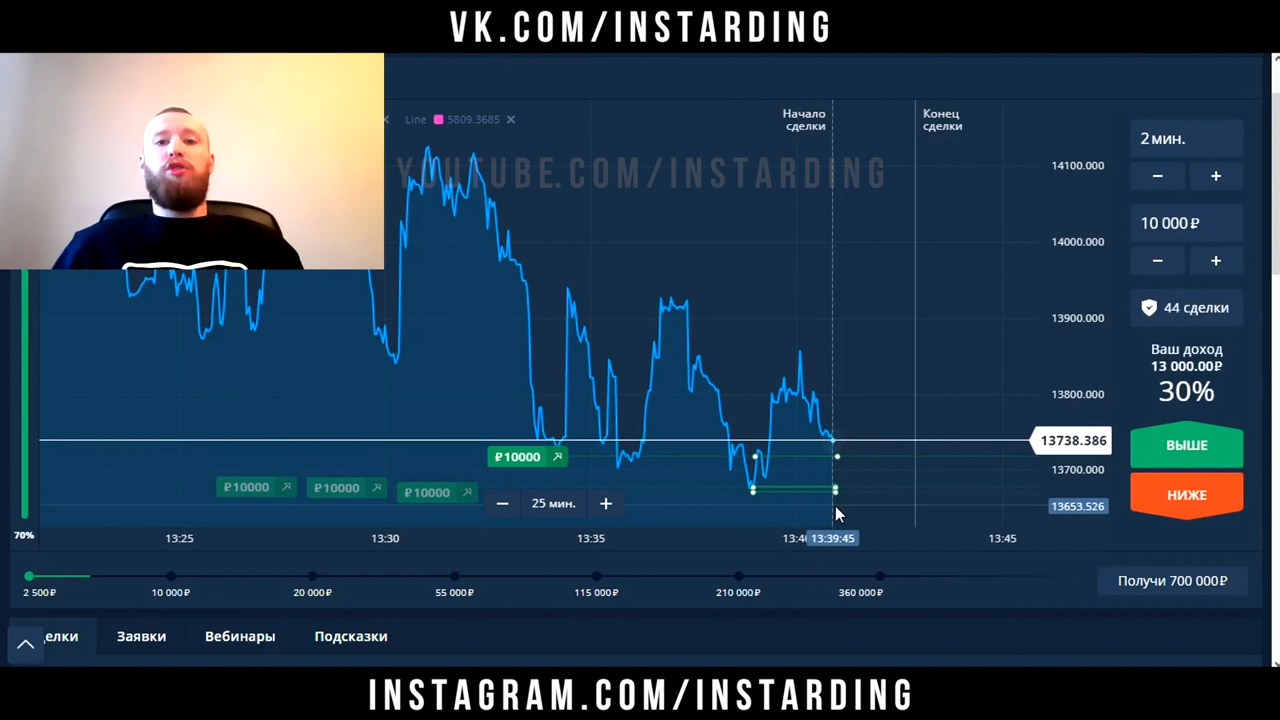 VK.COM/INSTARDING
Line 5809.3685
Начало
сделки
Конец
сделки
YOUTUBE.COM/INSTARDING
14100.000
14000.000
13900.000
13800.000
13738.386
13700.000
13653.526
2 мин.
10 000 ₽
44 сделки
Ваш доход
13 000.00₽
30%
ВЫШЕ
НИЖЕ
₽10000
₽10000
₽10000
₽10000
25 мин.
70%
13:25
13:30
13:35
13:39:45
13:45
2 500₽
10 000₽
20 000₽
55 000₽
115 000₽
210 000₽
360 000₽
Получи 700 000₽
Заявки
Вебинары
Подсказки
INSTAGRAM.COM/INSTARDING